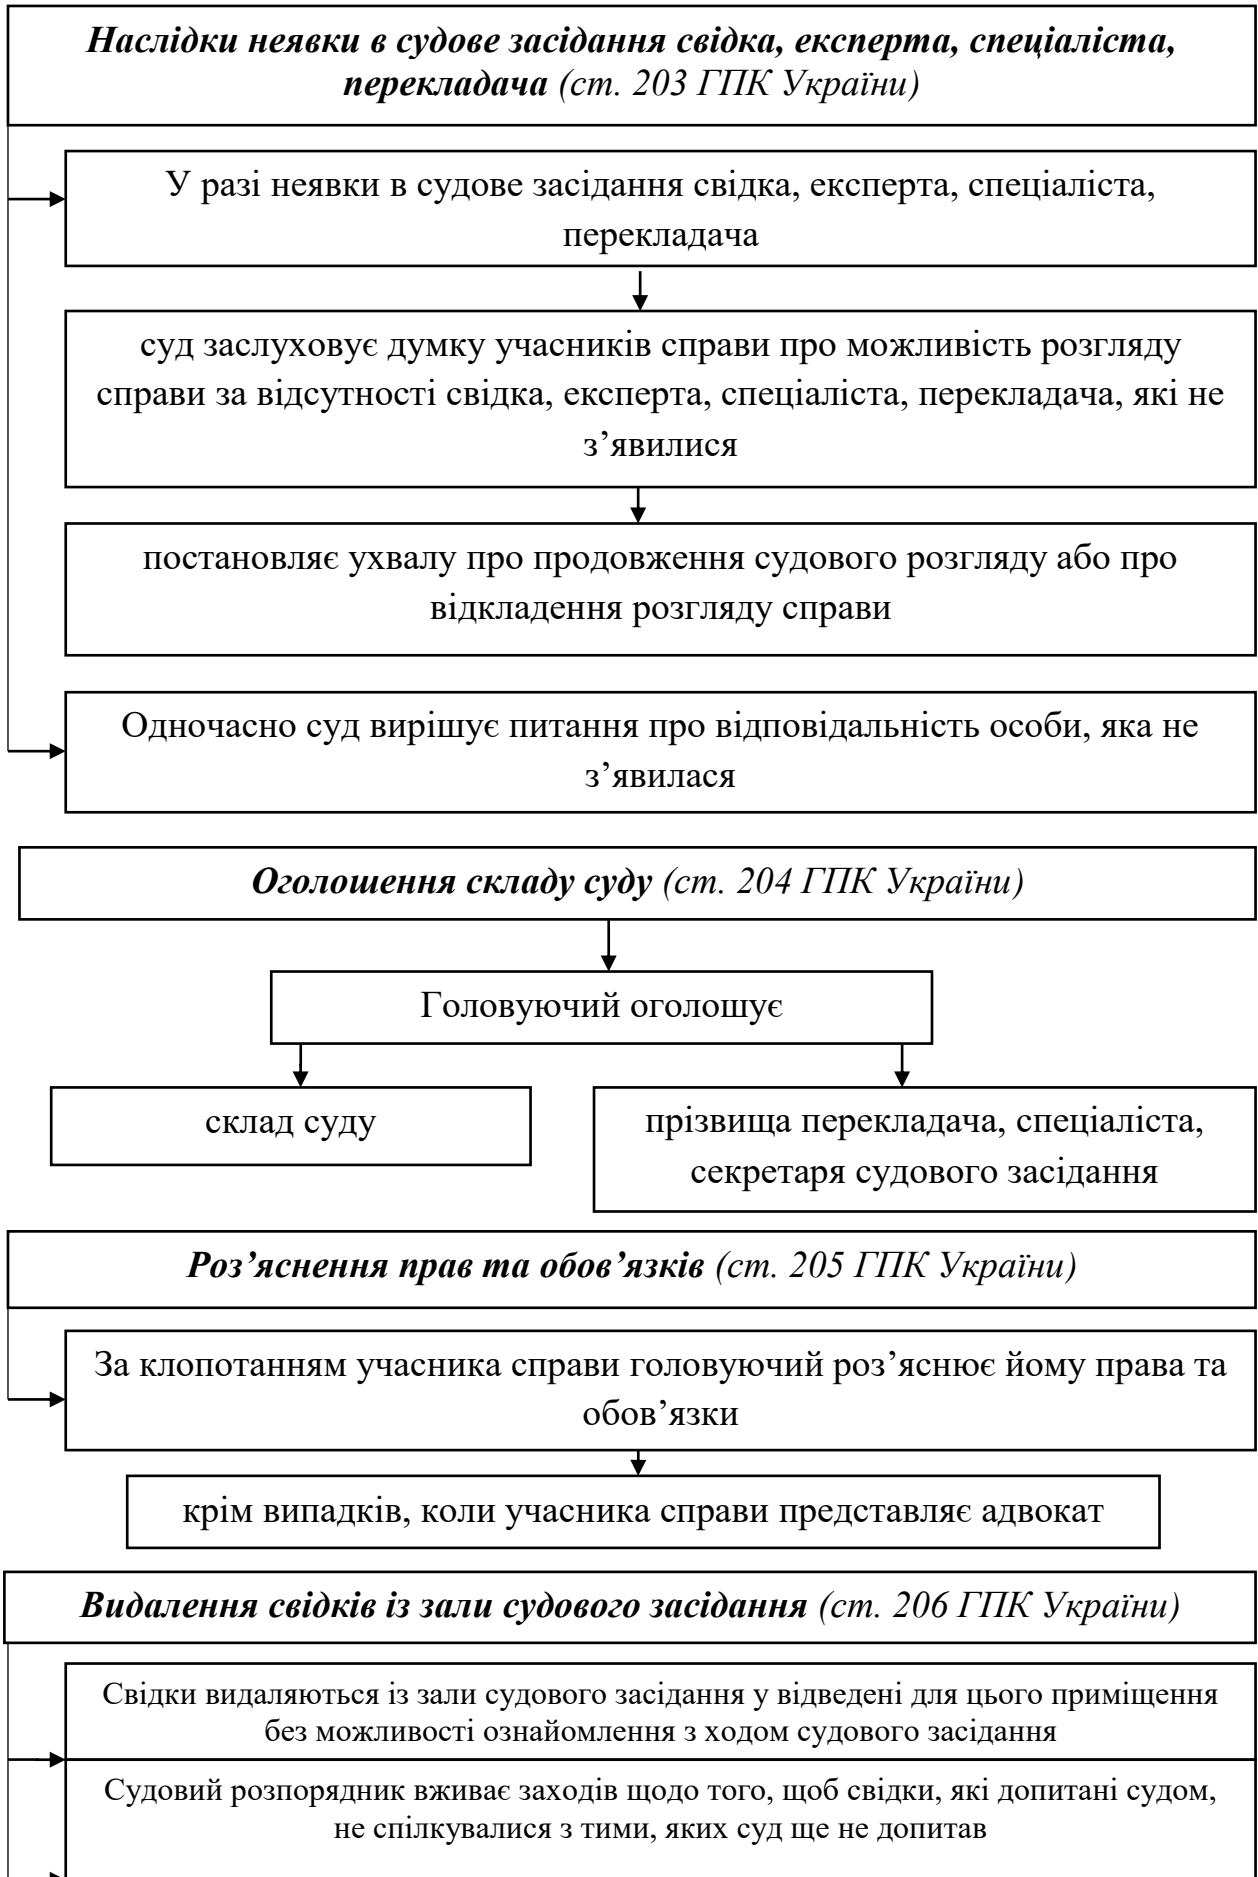 Наслідки неявки в судове засідання свідка, експерта, спеціаліста,
перекладача (ст. 203 ГПК України)
У разі неявки в судове засідання свідка, експерта, спеціаліста,
перекладача
суд заслуховує думку учасників справи про можливість розгляду
справи за відсутності свідка, експерта, спеціаліста, перекладача, які не
з’явилися
постановляє ухвалу про продовження судового розгляду або про
відкладення розгляду справи
Одночасно суд вирішує питання про відповідальність особи, яка не
з’явилася
Оголошення складу суду (ст. 204 ГПК України)
Головуючий оголошує
склад суду
прізвища перекладача, спеціаліста,
секретаря судового засідання
Роз’яснення прав та обов’язків (ст. 205 ГПК України)
За клопотанням учасника справи головуючий роз’яснює йому права та
обов’язки
крім випадків, коли учасника справи представляє адвокат
Видалення свідків із зали судового засідання (ст. 206 ГПК України)
Свідки видаляються із зали судового засідання у відведені для цього приміщення
без можливості ознайомлення з ходом судового засідання
Судовий розпорядник вживає заходів щодо того, щоб свідки, які допитані судом,
не спілкувалися з тими, яких суд ще не допитав